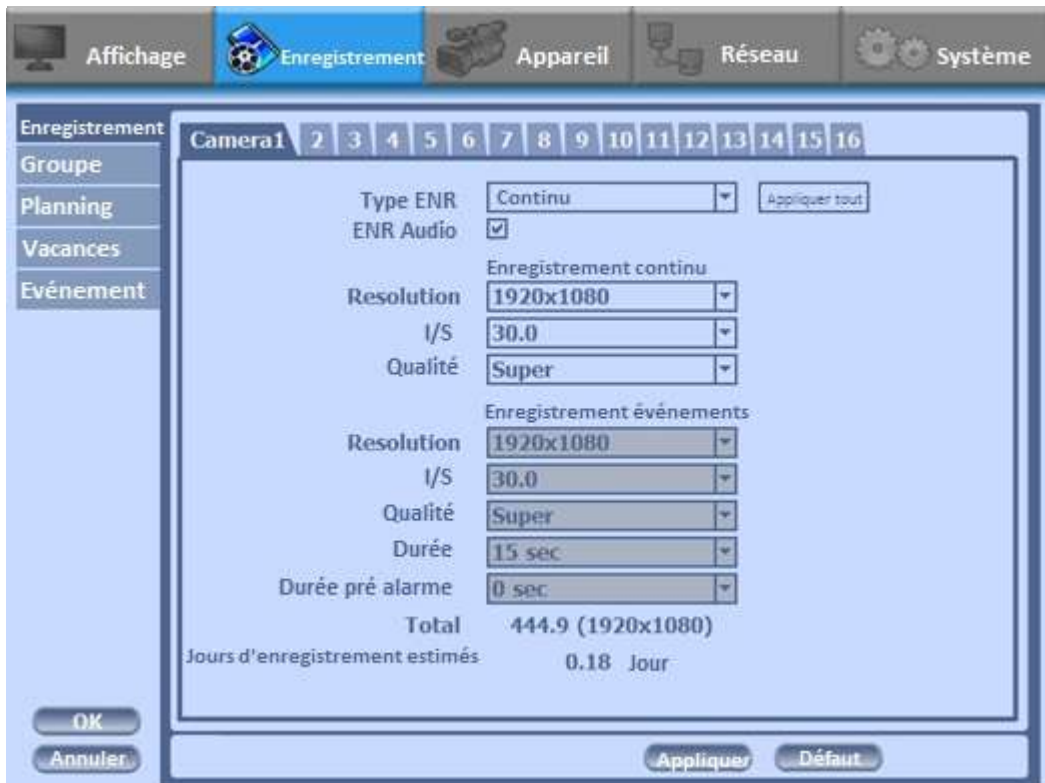 Affichage Enregistrement Appareil Réseau Système
Enregistrement
Groupe
Planning
Vacances
Evénement
Camera1 2 3 4 5 6 7 8 9 10 11 12 13 14 15 16
Type ENR Continu Appliquer tout
ENR Audio
Enregistrement continu
Resolution 1920x1080
I/S 30.0
Qualité Super
Enregistrement événements
Resolution 1920x1080
I/S 30.0
Qualité Super
Durée 15 sec
Durée pré alarme 0 sec
Total 444.9 (1920x1080)
Jours d'enregistrement estimés 0.18 Jour
OK
Annuler
Appliquer Défaut